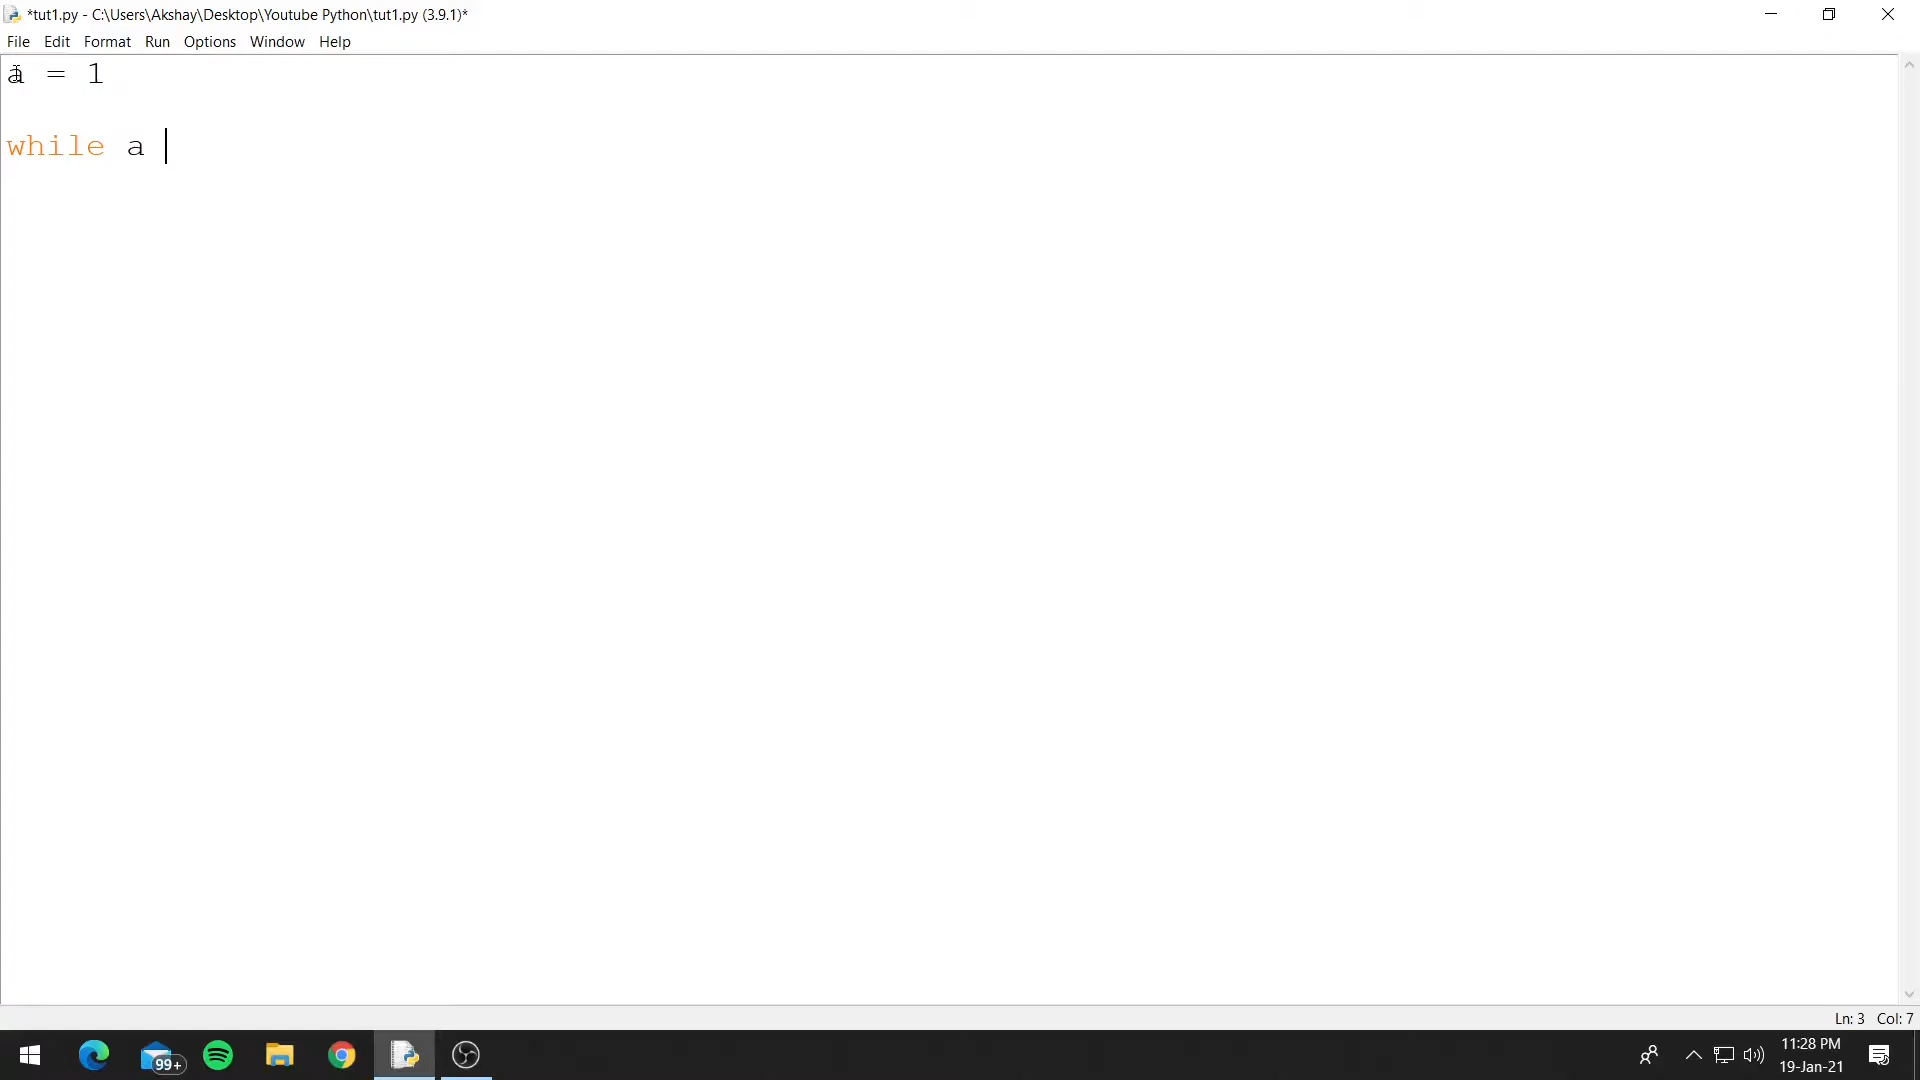 *tut1.py - C:\Users\Akshay\Desktop\Youtube Python\tut1.py (3.9.1)*
File Edit Format Run Options Window Help
a = 1
while a
Ln: 3 Col: 7
99+
11:28 PM
19-Jan-21